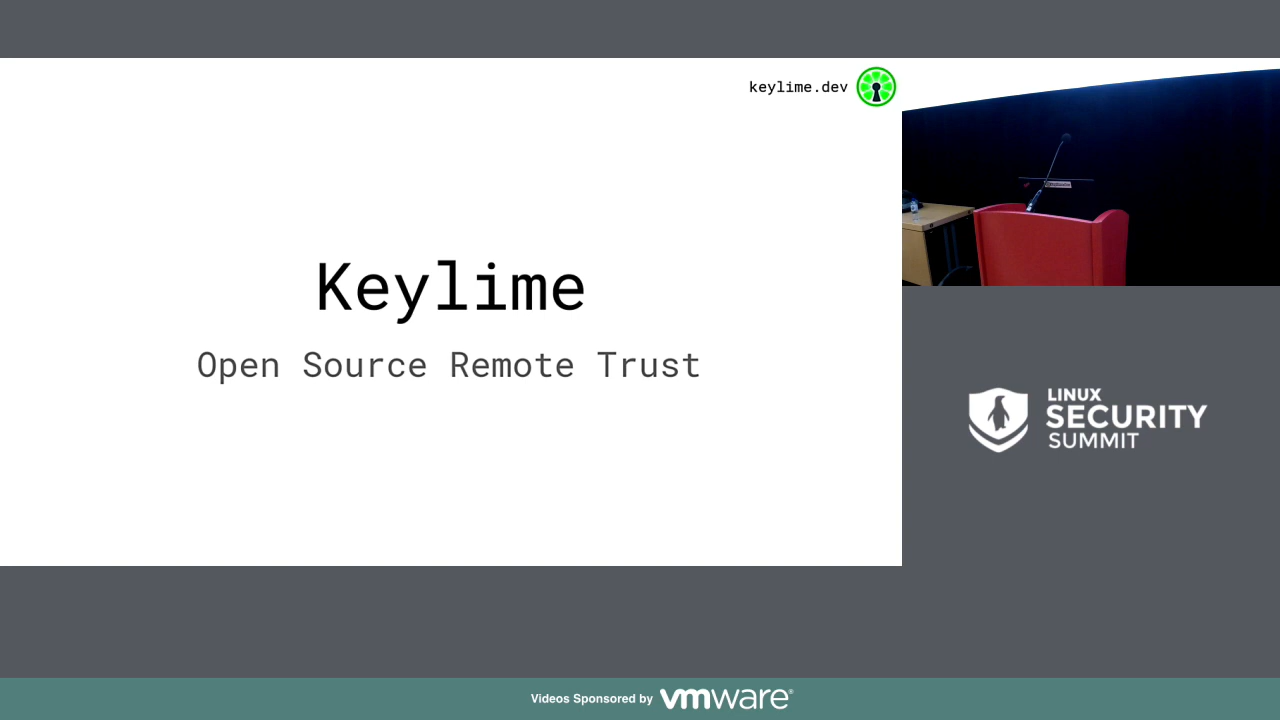 keylime.dev
Keylime
Open Source Remote Trust
LINUX
SECURITY
SUMMIT
Videos Sponsored by vmware®